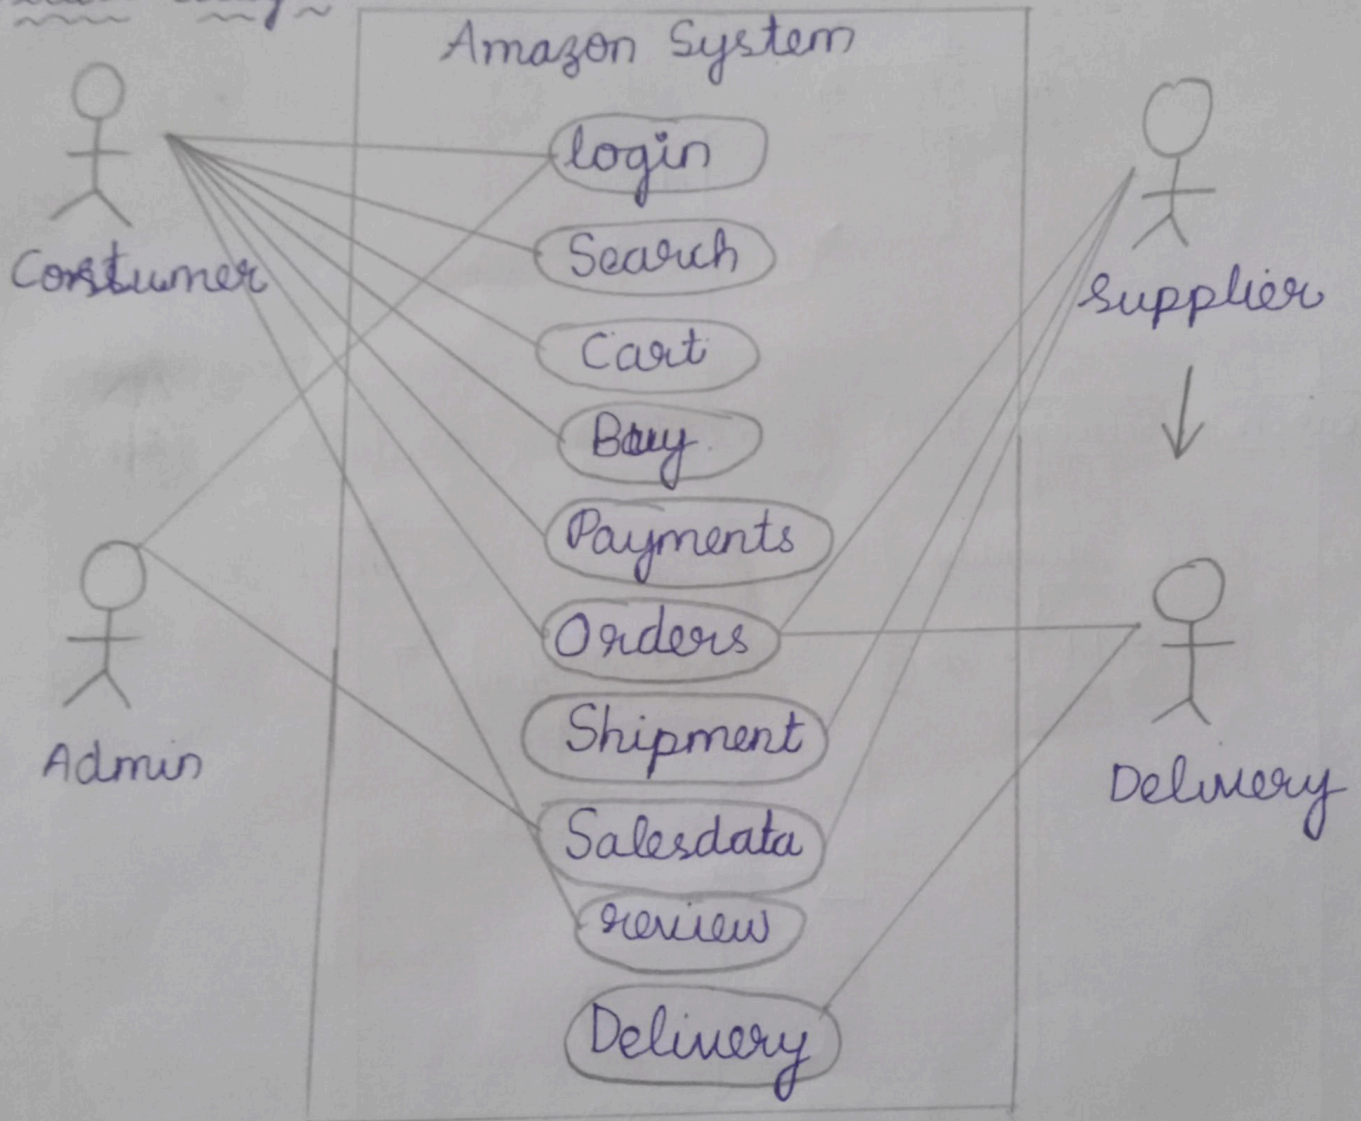 Amazon System
login
Search
Cart
Buy
Payments
Orders
Shipment
Salesdata
review
Delivery
Costumer
Admin
Supplier
Delivery